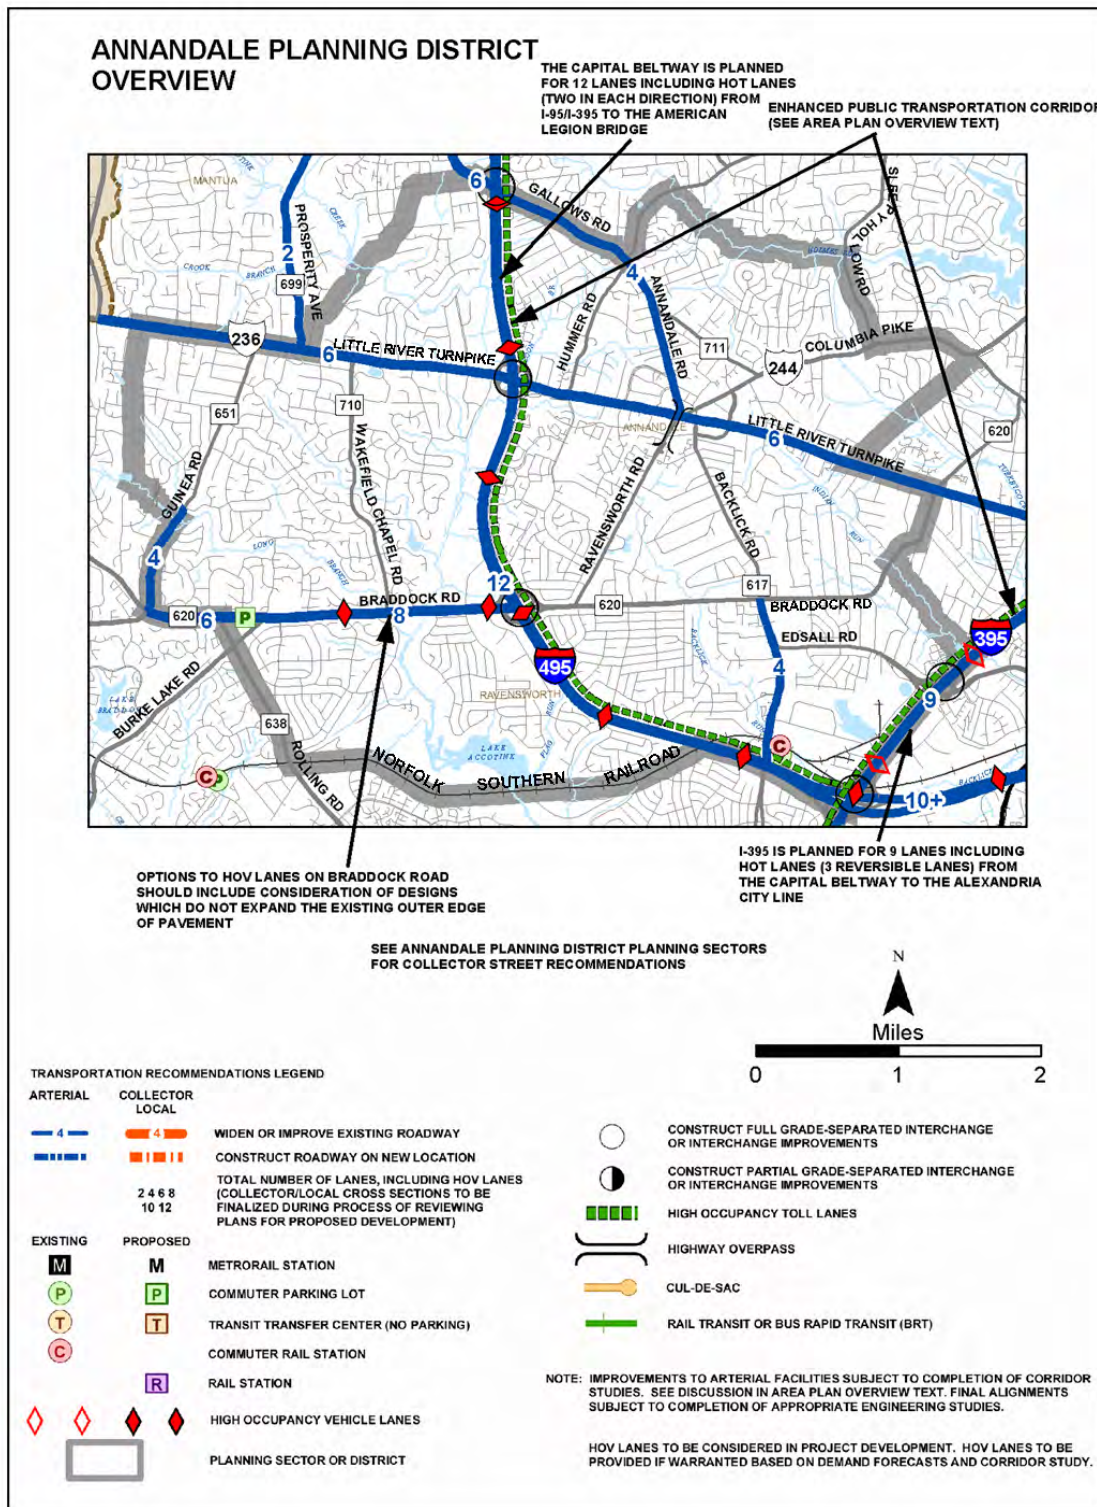 ANNANDALE PLANNING DISTRICT
OVERVIEW
THE CAPITAL BELTWAY IS PLANNED
FOR 12 LANES INCLUDING HOT LANES
(TWO IN EACH DIRECTION) FROM
I-95/I-395 TO THE AMERICAN
LEGION BRIDGE
ENHANCED PUBLIC TRANSPORTATION CORRIDOR
(SEE AREA PLAN OVERVIEW TEXT)
MANTUA
6
GALLOWS RD
SLEEPY HOLLOW RD
PROSPERITY AVE
CREEK
2
CROOK BRANCH
699
HOLMES RUN
4
ANNANDALE RD
HUMMER RD
236
6
LITTLE RIVER TURNPIKE
711
COLUMBIA PIKE
244
651
710
ANNANDALE
6
LITTLE RIVER TURNPIKE
620
GUINEA RD
WAKEFIELD CHAPEL RD
RAVENSWORTH RD
BACKLICK RD
INDIAN RUN
TURKEYCOCK
LONG BRANCH
4
12
BRADDOCK RD
617
620
6
P
8
620
BRADDOCK RD
EDSALL RD
395
495
BACKLICK
RUN
4
BURKE LAKE RD
LAKE
BRADDOCK
RAVENSWORTH
9
638
ROLLING RD
LAKE
ACCOTINK
FLAG RUN
C
C
P
NORFOLK SOUTHERN RAILROAD
BACKLICK
10+
I-395 IS PLANNED FOR 9 LANES INCLUDING
HOT LANES (3 REVERSIBLE LANES) FROM
THE CAPITAL BELTWAY TO THE ALEXANDRIA
CITY LINE
OPTIONS TO HOV LANES ON BRADDOCK ROAD
SHOULD INCLUDE CONSIDERATION OF DESIGNS
WHICH DO NOT EXPAND THE EXISTING OUTER EDGE
OF PAVEMENT
SEE ANNANDALE PLANNING DISTRICT PLANNING SECTORS
FOR COLLECTOR STREET RECOMMENDATIONS
N
Miles
0 1 2
TRANSPORTATION RECOMMENDATIONS LEGEND
ARTERIAL COLLECTOR
LOCAL
4 4 WIDEN OR IMPROVE EXISTING ROADWAY
CONSTRUCT ROADWAY ON NEW LOCATION
2 4 6 8
10 12
TOTAL NUMBER OF LANES, INCLUDING HOV LANES
(COLLECTOR/LOCAL CROSS SECTIONS TO BE
FINALIZED DURING PROCESS OF REVIEWING
PLANS FOR PROPOSED DEVELOPMENT)
EXISTING PROPOSED
M M METRORAIL STATION
P P COMMUTER PARKING LOT
T T TRANSIT TRANSFER CENTER (NO PARKING)
C COMMUTER RAIL STATION
R RAIL STATION
HIGH OCCUPANCY VEHICLE LANES
PLANNING SECTOR OR DISTRICT
CONSTRUCT FULL GRADE-SEPARATED INTERCHANGE
OR INTERCHANGE IMPROVEMENTS
CONSTRUCT PARTIAL GRADE-SEPARATED INTERCHANGE
OR INTERCHANGE IMPROVEMENTS
HIGH OCCUPANCY TOLL LANES
HIGHWAY OVERPASS
CUL-DE-SAC
RAIL TRANSIT OR BUS RAPID TRANSIT (BRT)
NOTE: IMPROVEMENTS TO ARTERIAL FACILITIES SUBJECT TO COMPLETION OF CORRIDOR
STUDIES. SEE DISCUSSION IN AREA PLAN OVERVIEW TEXT. FINAL ALIGNMENTS
SUBJECT TO COMPLETION OF APPROPRIATE ENGINEERING STUDIES.
HOV LANES TO BE CONSIDERED IN PROJECT DEVELOPMENT. HOV LANES TO BE
PROVIDED IF WARRANTED BASED ON DEMAND FORECASTS AND CORRIDOR STUDY.